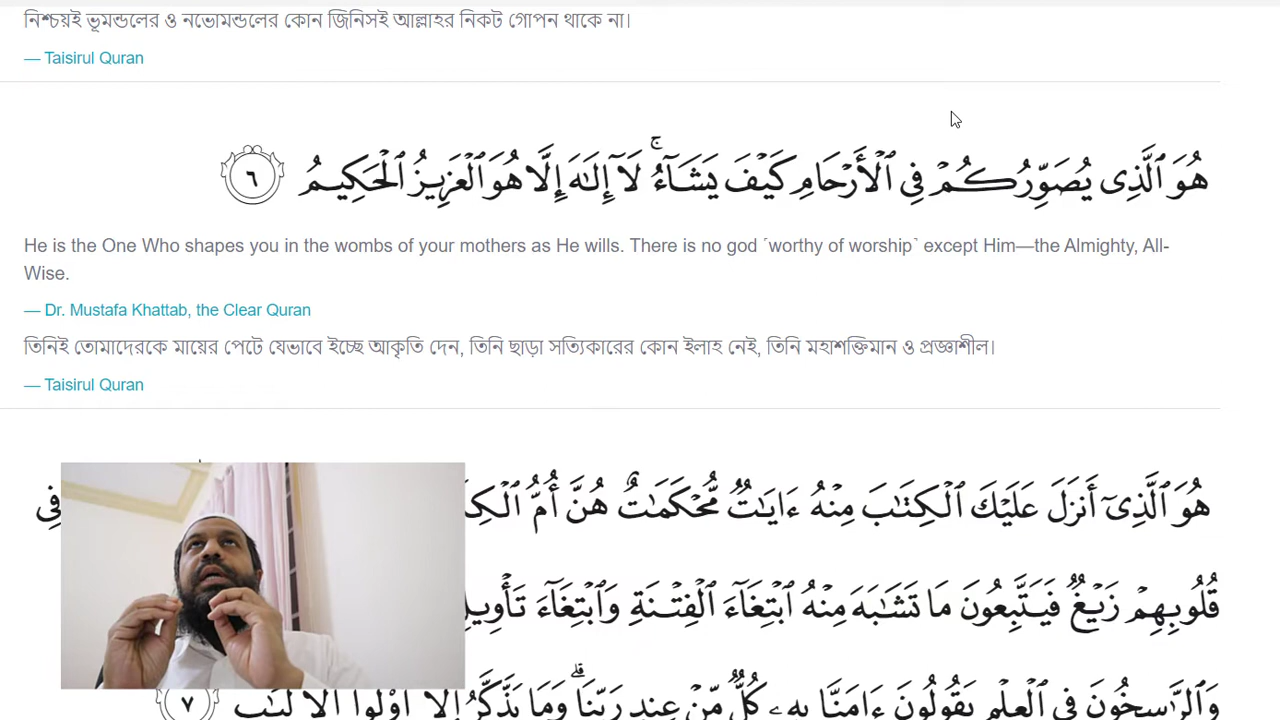 নিশ্চয়ই ভূমন্ডলের ও নভোমন্ডলের কোন জিনিসই আল্লাহর নিকট গোপন থাকে না।
— Taisirul Quran
هُوَ ٱلَّذِى يُصَوِّرُكُمْ فِى ٱلْأَرْحَامِ كَيْفَ يَشَآءُ ۚ لَآ إِلَـٰهَ إِلَّا هُوَ ٱلْعَزِيزُ ٱلْحَكِيمُ ٦
He is the One Who shapes you in the wombs of your mothers as He wills. There is no god ˹worthy of worship˺ except Him—the Almighty, All-
Wise.
— Dr. Mustafa Khattab, the Clear Quran
তিনিই তোমাদেরকে মায়ের পেটে যেভাবে ইচ্ছে আকৃতি দেন, তিনি ছাড়া সত্যিকারের কোন ইলাহ নেই, তিনি মহাশক্তিমান ও প্রজ্ঞাশীল।
— Taisirul Quran
هُوَ ٱلَّذِىٓ أَنزَلَ عَلَيْكَ ٱلْكِتَـٰبَ مِنْهُ ءَايَـٰتٌ مُّحْكَمَـٰتٌ هُنَّ أُمُّ فِى
قُلُوبِهِمْ زَيْغٌ فَيَتَّبِعُونَ مَا تَشَـٰبَهَ مِنْهُ ٱبْتِغَآءَ ٱلْفِتْنَةِ وَٱبْتِغَآءَ
وَٱلرَّٰسِخُونَ فِى ٱلْعِلْمِ يَقُولُونَ ءَامَنَّا بِهِۦ كُلٌّ مِّنْ عِندِ رَبِّنَا ۗ وَمَا يَذَّكَّرُ إِلَّآ أُو۟لُوا۟ ٱلْأَلْبَـٰبِ ٧